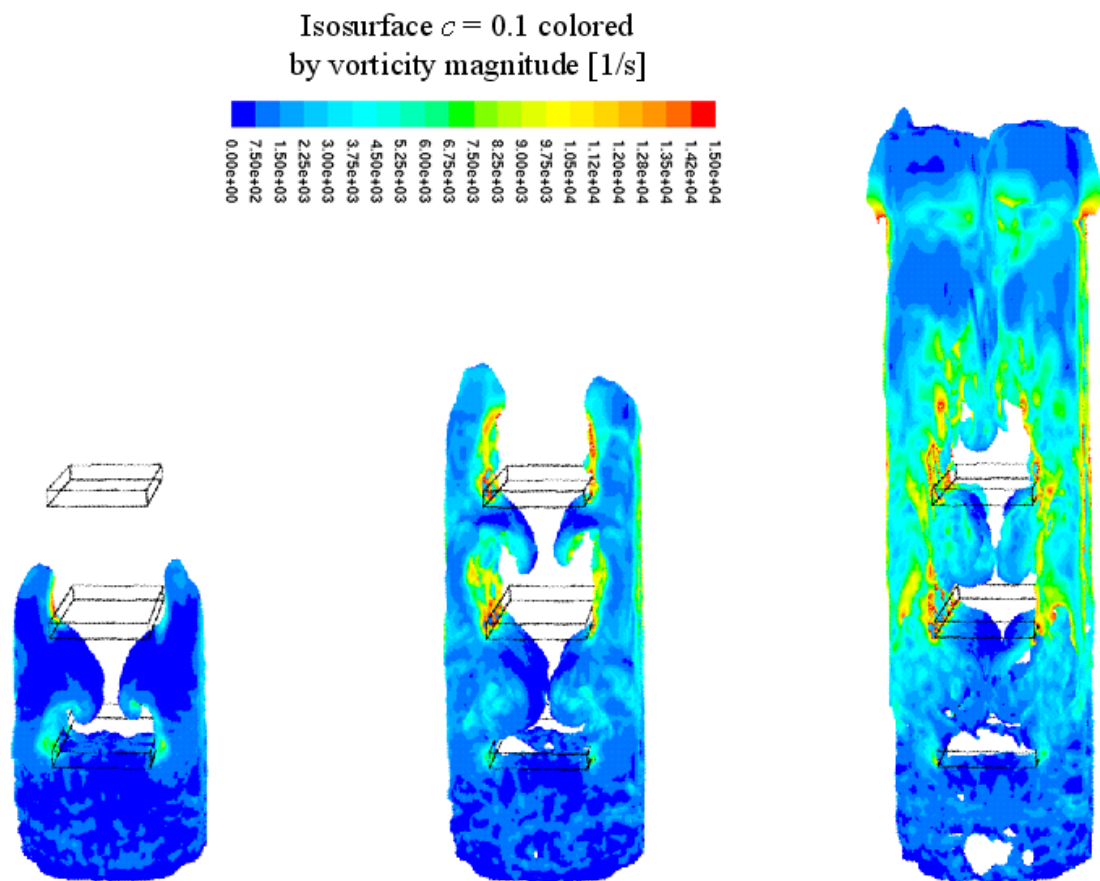 Isosurface c = 0.1 colored
by vorticity magnitude [1/s]
0.00e+00
7.50e+02
1.50e+03
2.25e+03
3.00e+03
3.75e+03
4.50e+03
5.25e+03
6.00e+03
6.75e+03
7.50e+03
8.25e+03
9.00e+03
9.75e+03
1.05e+04
1.12e+04
1.20e+04
1.28e+04
1.35e+04
1.42e+04
1.50e+04